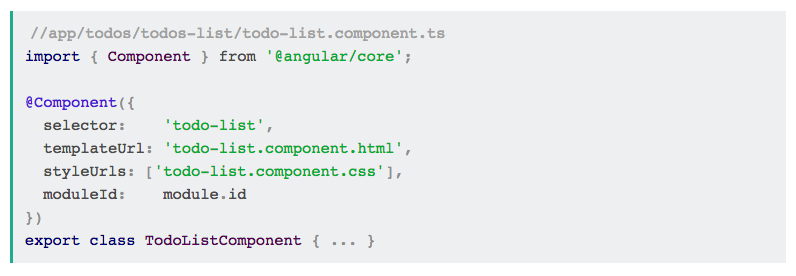 //app/todos/todos-list/todo-list.component.ts
import { Component } from '@angular/core';
@Component({
selector: 'todo-list',
templateUrl: 'todo-list.component.html',
styleUrls: ['todo-list.component.css'],
moduleId: module.id
})
export class TodoListComponent { ... }